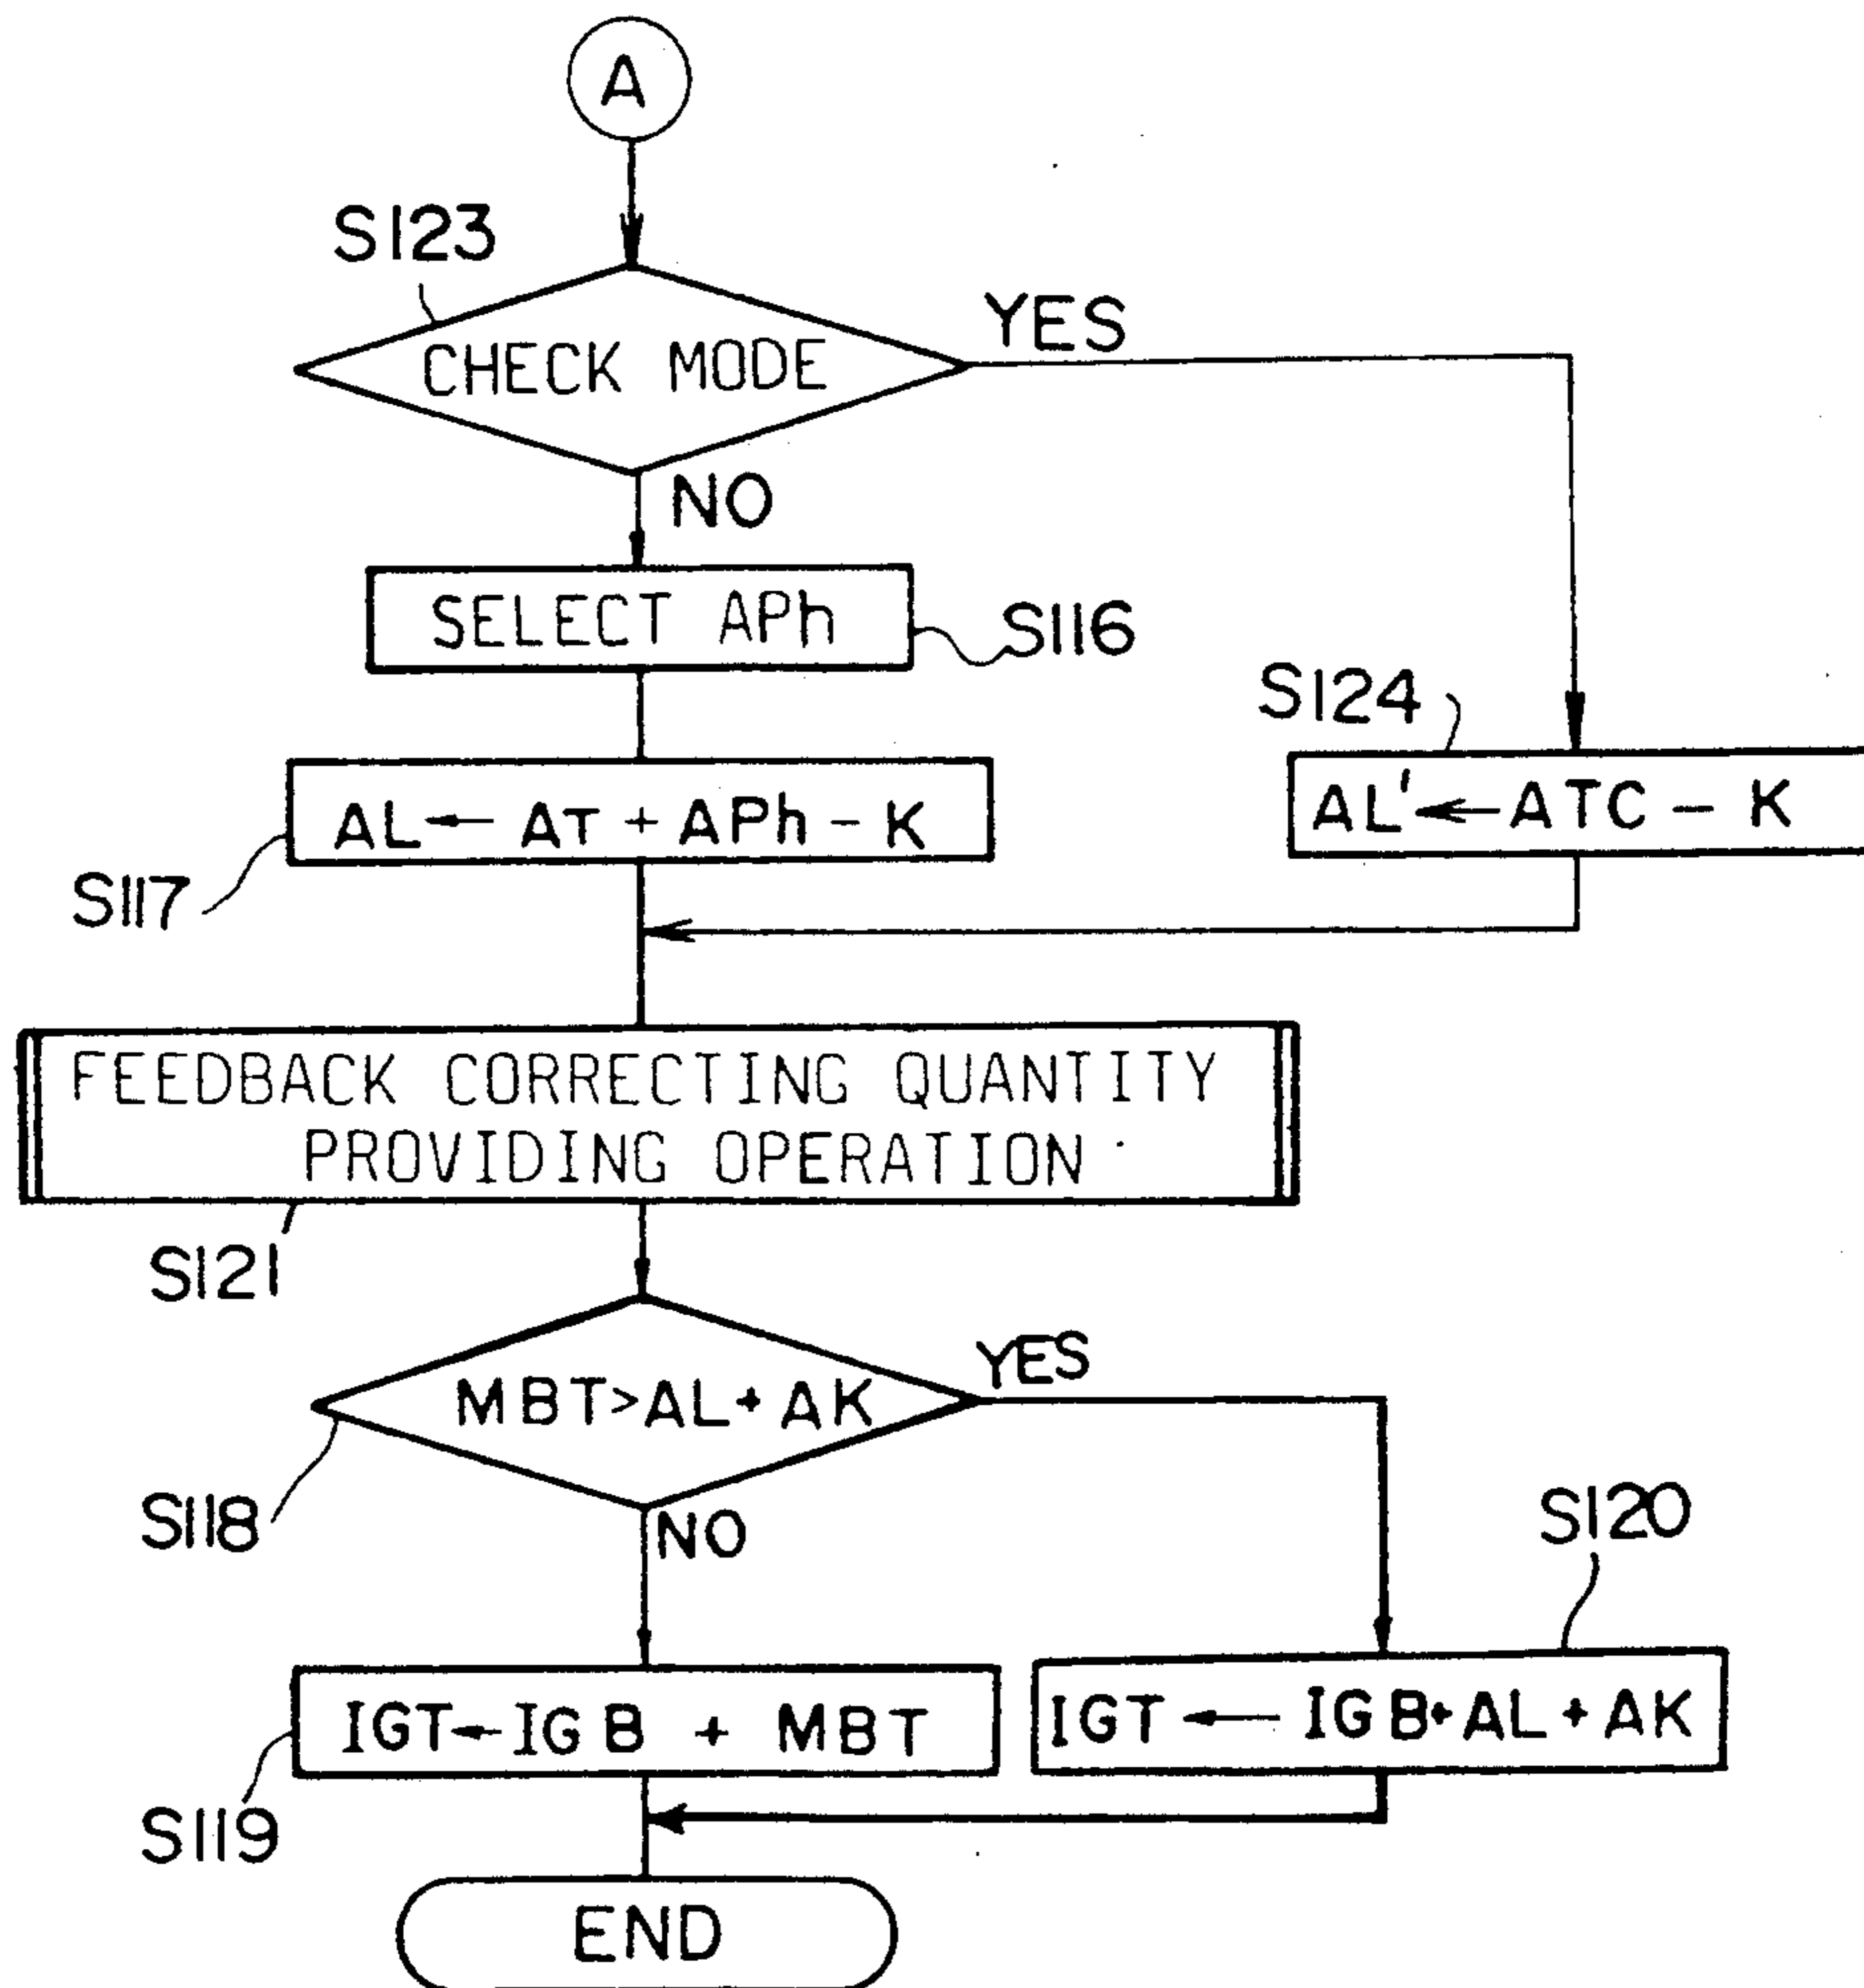 A
S123
CHECK MODE
YES
NO
SELECT APh
S116
S124
AL ← AT + APh - K
AL' ← ATC - K
S117
FEEDBACK CORRECTING QUANTITY
PROVIDING OPERATION
S121
MBT>AL+AK
YES
S118
NO
S120
IGT←IGB + MBT
IGT ← IGB+AL+AK
S119
END